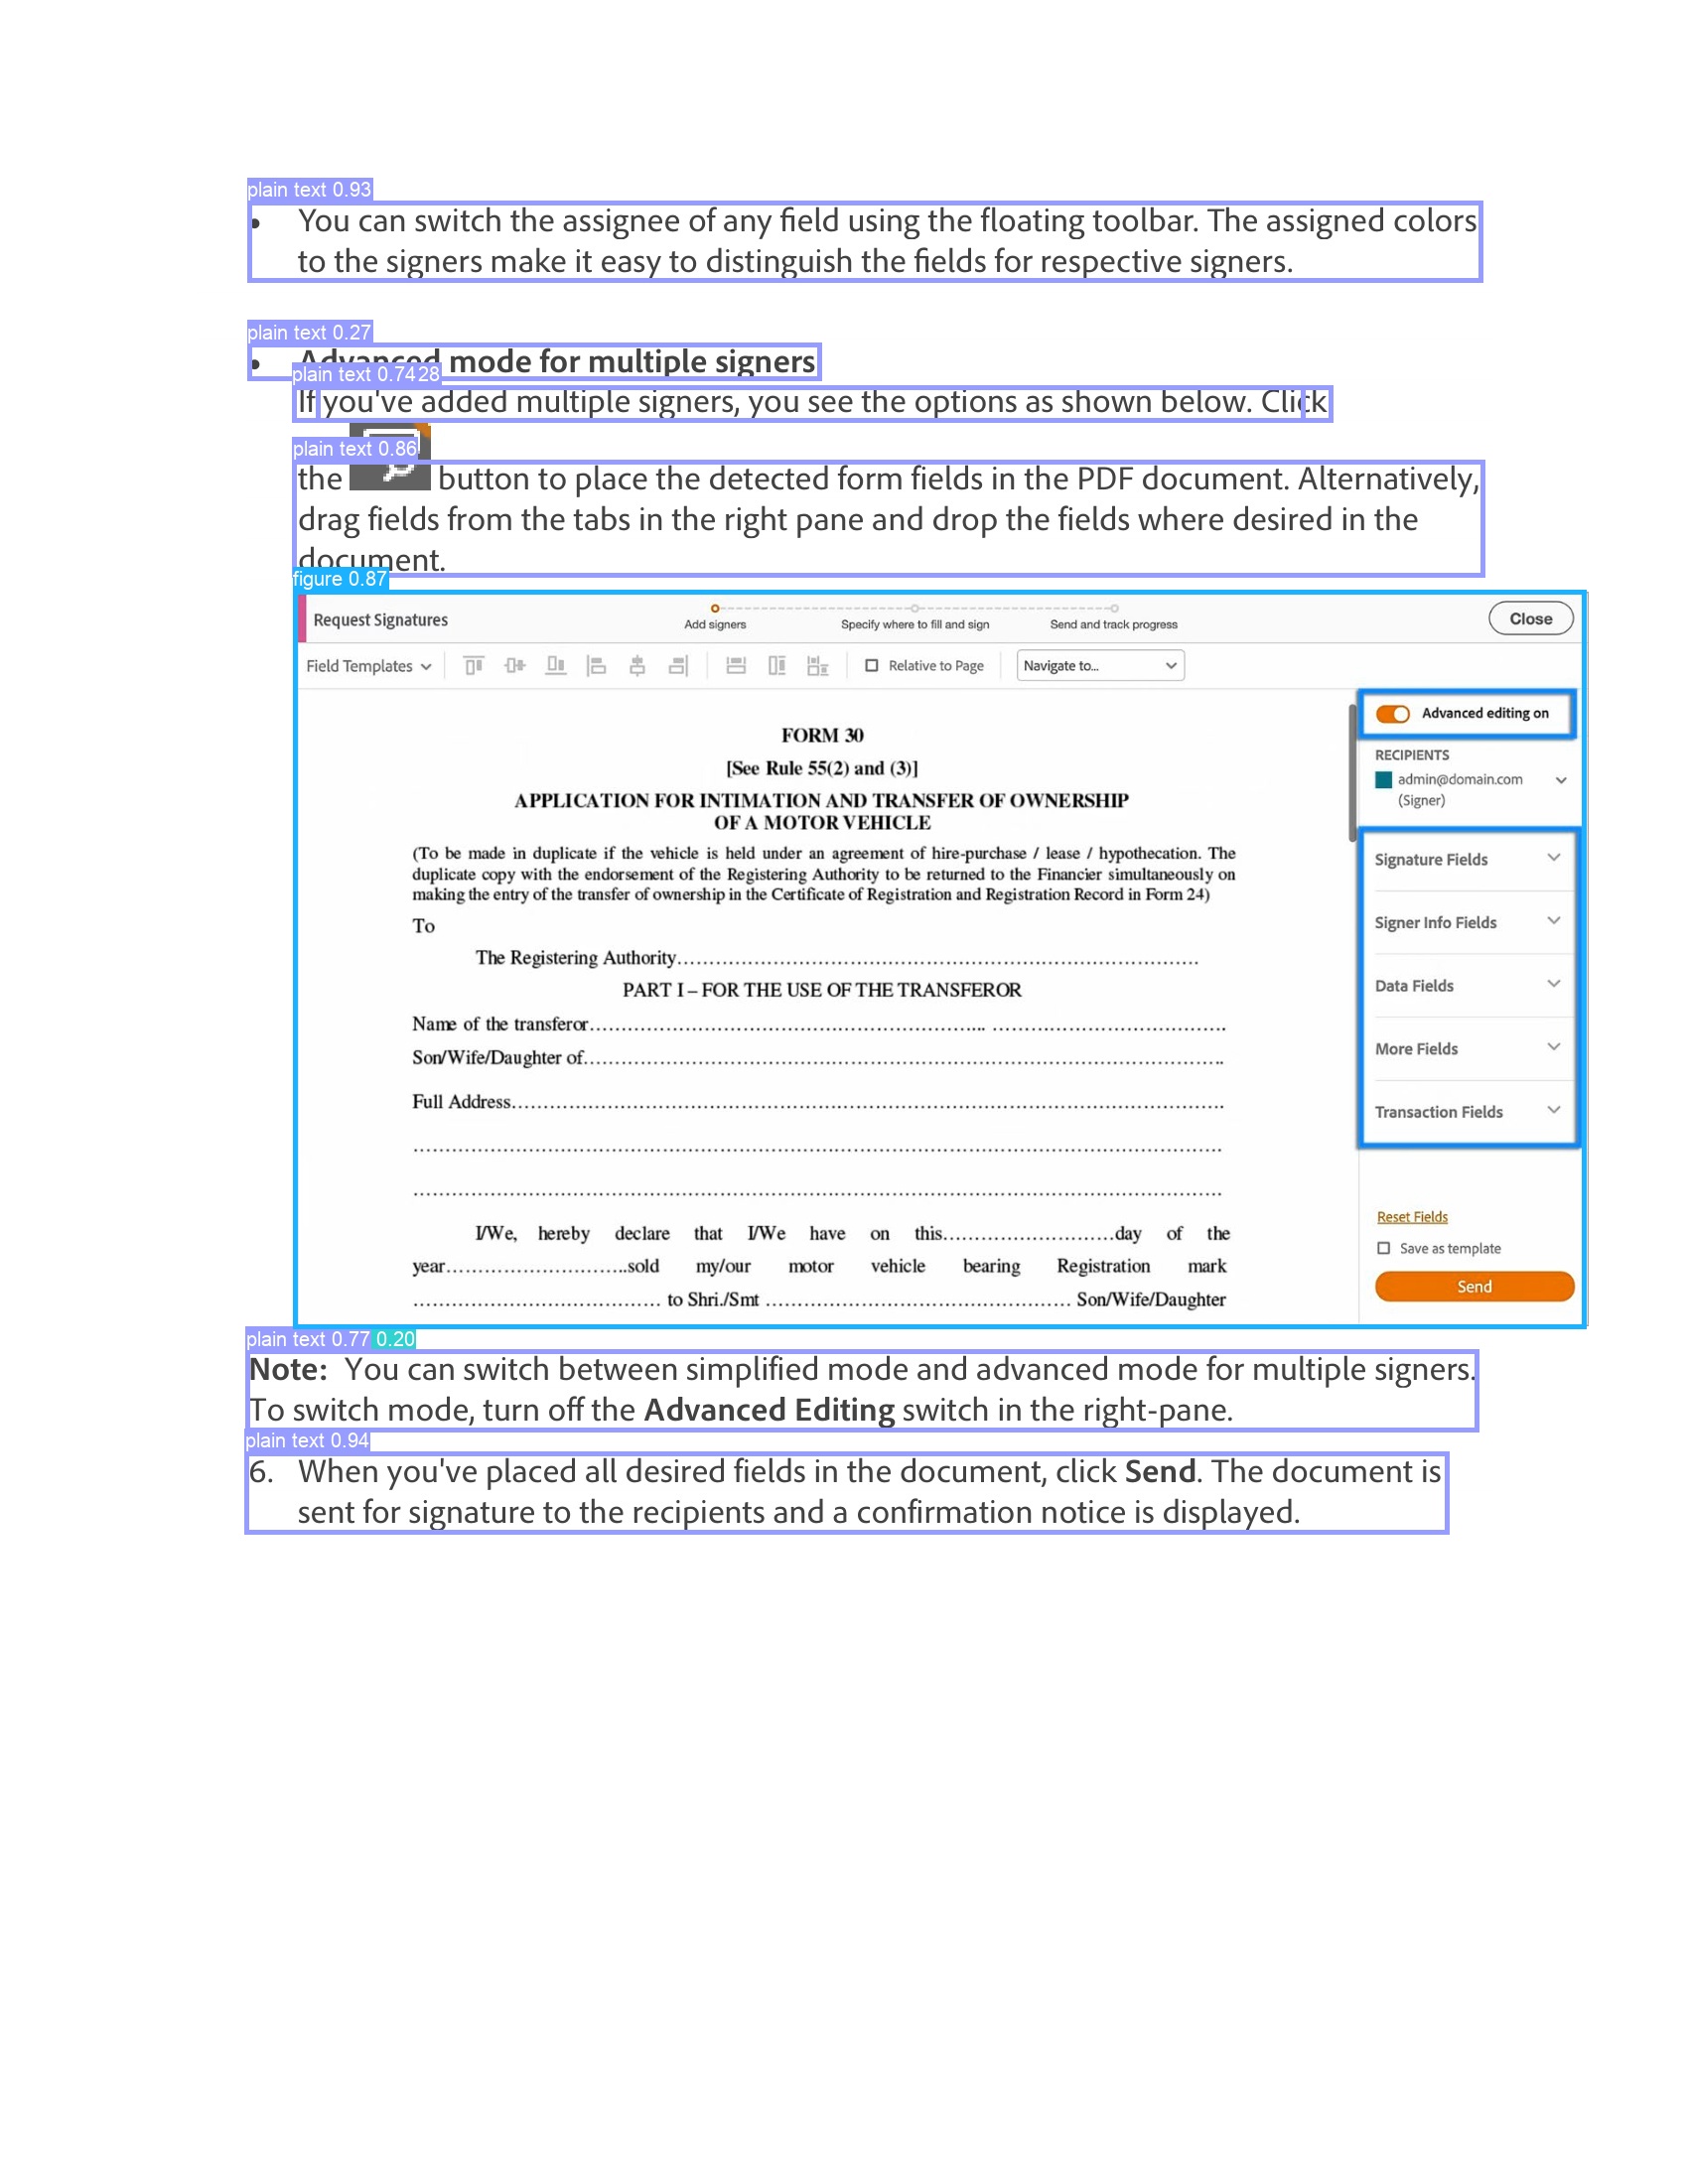 plain text 0.93
• You can switch the assignee of any field using the floating toolbar. The assigned colors
to the signers make it easy to distinguish the fields for respective signers.
plain text 0.27
• Advanced mode for multiple signers
plain text 0.7428
If you've added multiple signers, you see the options as shown below. Click
plain text 0.86
the button to place the detected form fields in the PDF document. Alternatively,
drag fields from the tabs in the right pane and drop the fields where desired in the
document.
figure 0.87
Request Signatures
Add signers Specify where to fill and sign Send and track progress
Close
Field Templates Relative to Page Navigate to...
FORM 30
[See Rule 55(2) and (3)]
APPLICATION FOR INTIMATION AND TRANSFER OF OWNERSHIP
OF A MOTOR VEHICLE
(To be made in duplicate if the vehicle is held under an agreement of hire-purchase / lease / hypothecation. The
duplicate copy with the endorsement of the Registering Authority to be returned to the Financier simultaneously on
making the entry of the transfer of ownership in the Certificate of Registration and Registration Record in Form 24)
To
The Registering Authority……………………………………………………………………
PART I – FOR THE USE OF THE TRANSFEROR
Name of the transferor………………………………………………... ……………………………
Son/Wife/Daughter of……………………………………………………………………………..
Full Address……………………………………………………………………………………….
……………………………………………………………………………………………………
……………………………………………………………………………………………………
I/We, hereby declare that I/We have on this……………………..day of the
year………………………..sold my/our motor vehicle bearing Registration mark
……………………………… to Shri./Smt ……………………………………… Son/Wife/Daughter
Advanced editing on
RECIPIENTS
admin@domain.com
(Signer)
Signature Fields
Signer Info Fields
Data Fields
More Fields
Transaction Fields
Reset Fields
Save as template
Send
plain text 0.77 0.20
Note: You can switch between simplified mode and advanced mode for multiple signers.
To switch mode, turn off the Advanced Editing switch in the right-pane.
plain text 0.94
6. When you've placed all desired fields in the document, click Send. The document is
sent for signature to the recipients and a confirmation notice is displayed.